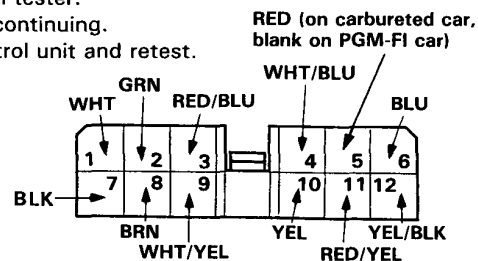 tester.
continuing.
trol unit and retest.
RED (on carbureted car,
blank on PGM-FI car)
WHT/BLU
GRN
WHT
RED/BLU
BLU
1 2 3 4 5 6
7 8 9 10 11 12
BLK
BRN
WHT/YEL
YEL
RED/YEL
YEL/BLK